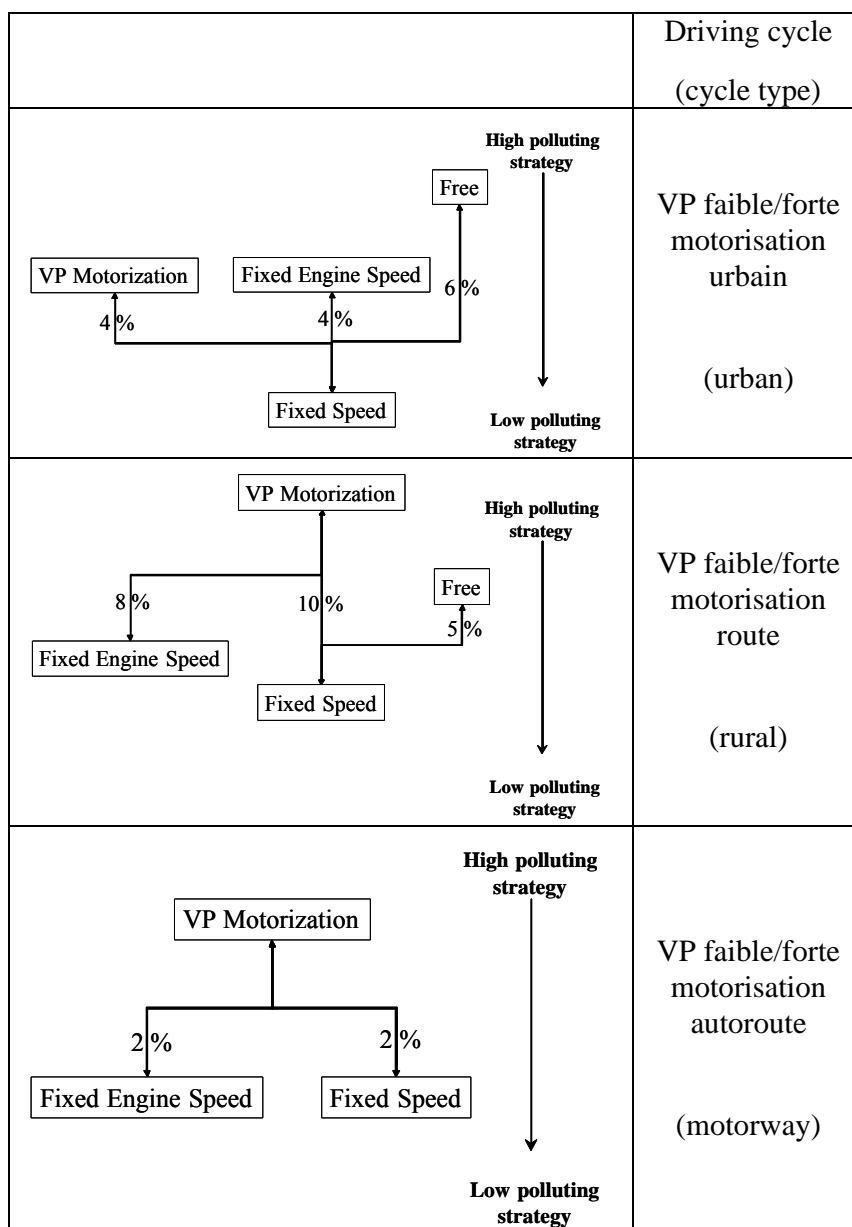 Driving cycle
(cycle type)
High polluting
strategy
Free
VP Motorization
Fixed Engine Speed
6 %
4 %
4 %
Fixed Speed
Low polluting
strategy
VP faible/forte
motorisation
urbain
(urban)
VP Motorization
High polluting
strategy
8 %
10 %
Free
5 %
Fixed Engine Speed
Fixed Speed
Low polluting
strategy
VP faible/forte
motorisation
route
(rural)
High polluting
strategy
VP Motorization
2 %
2 %
Fixed Engine Speed
Fixed Speed
Low polluting
strategy
VP faible/forte
motorisation
autoroute
(motorway)